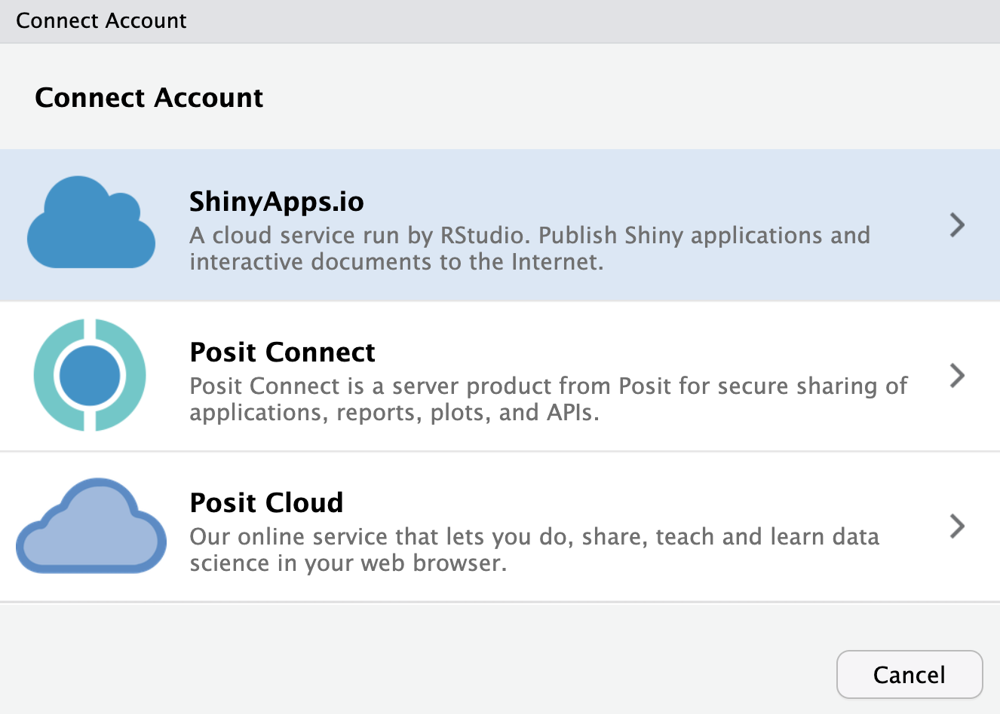 Connect Account
Connect Account
ShinyApps.io
A cloud service run by RStudio. Publish Shiny applications and
interactive documents to the Internet.
Posit Connect
Posit Connect is a server product from Posit for secure sharing of
applications, reports, plots, and APIs.
Posit Cloud
Our online service that lets you do, share, teach and learn data
science in your web browser.
Cancel